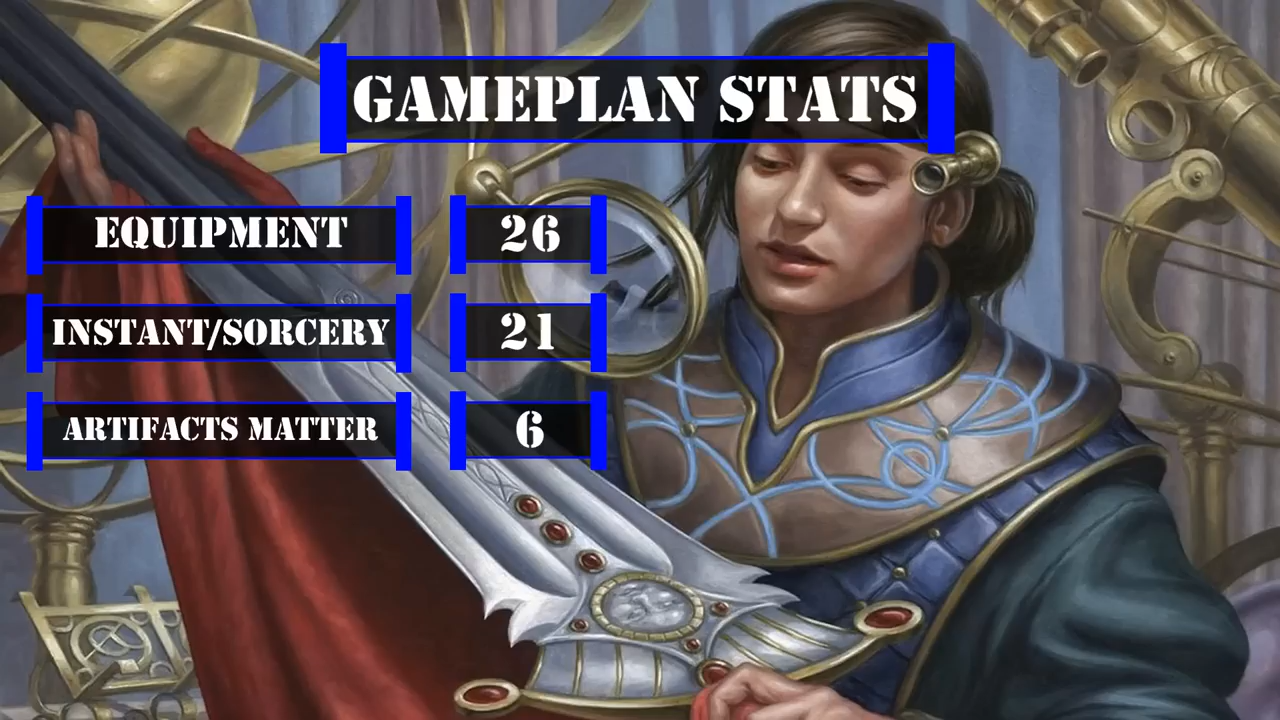 GAMEPLAN STATS
EQUIPMENT 26
INSTANT/SORCERY 21
ARTIFACTS MATTER 6